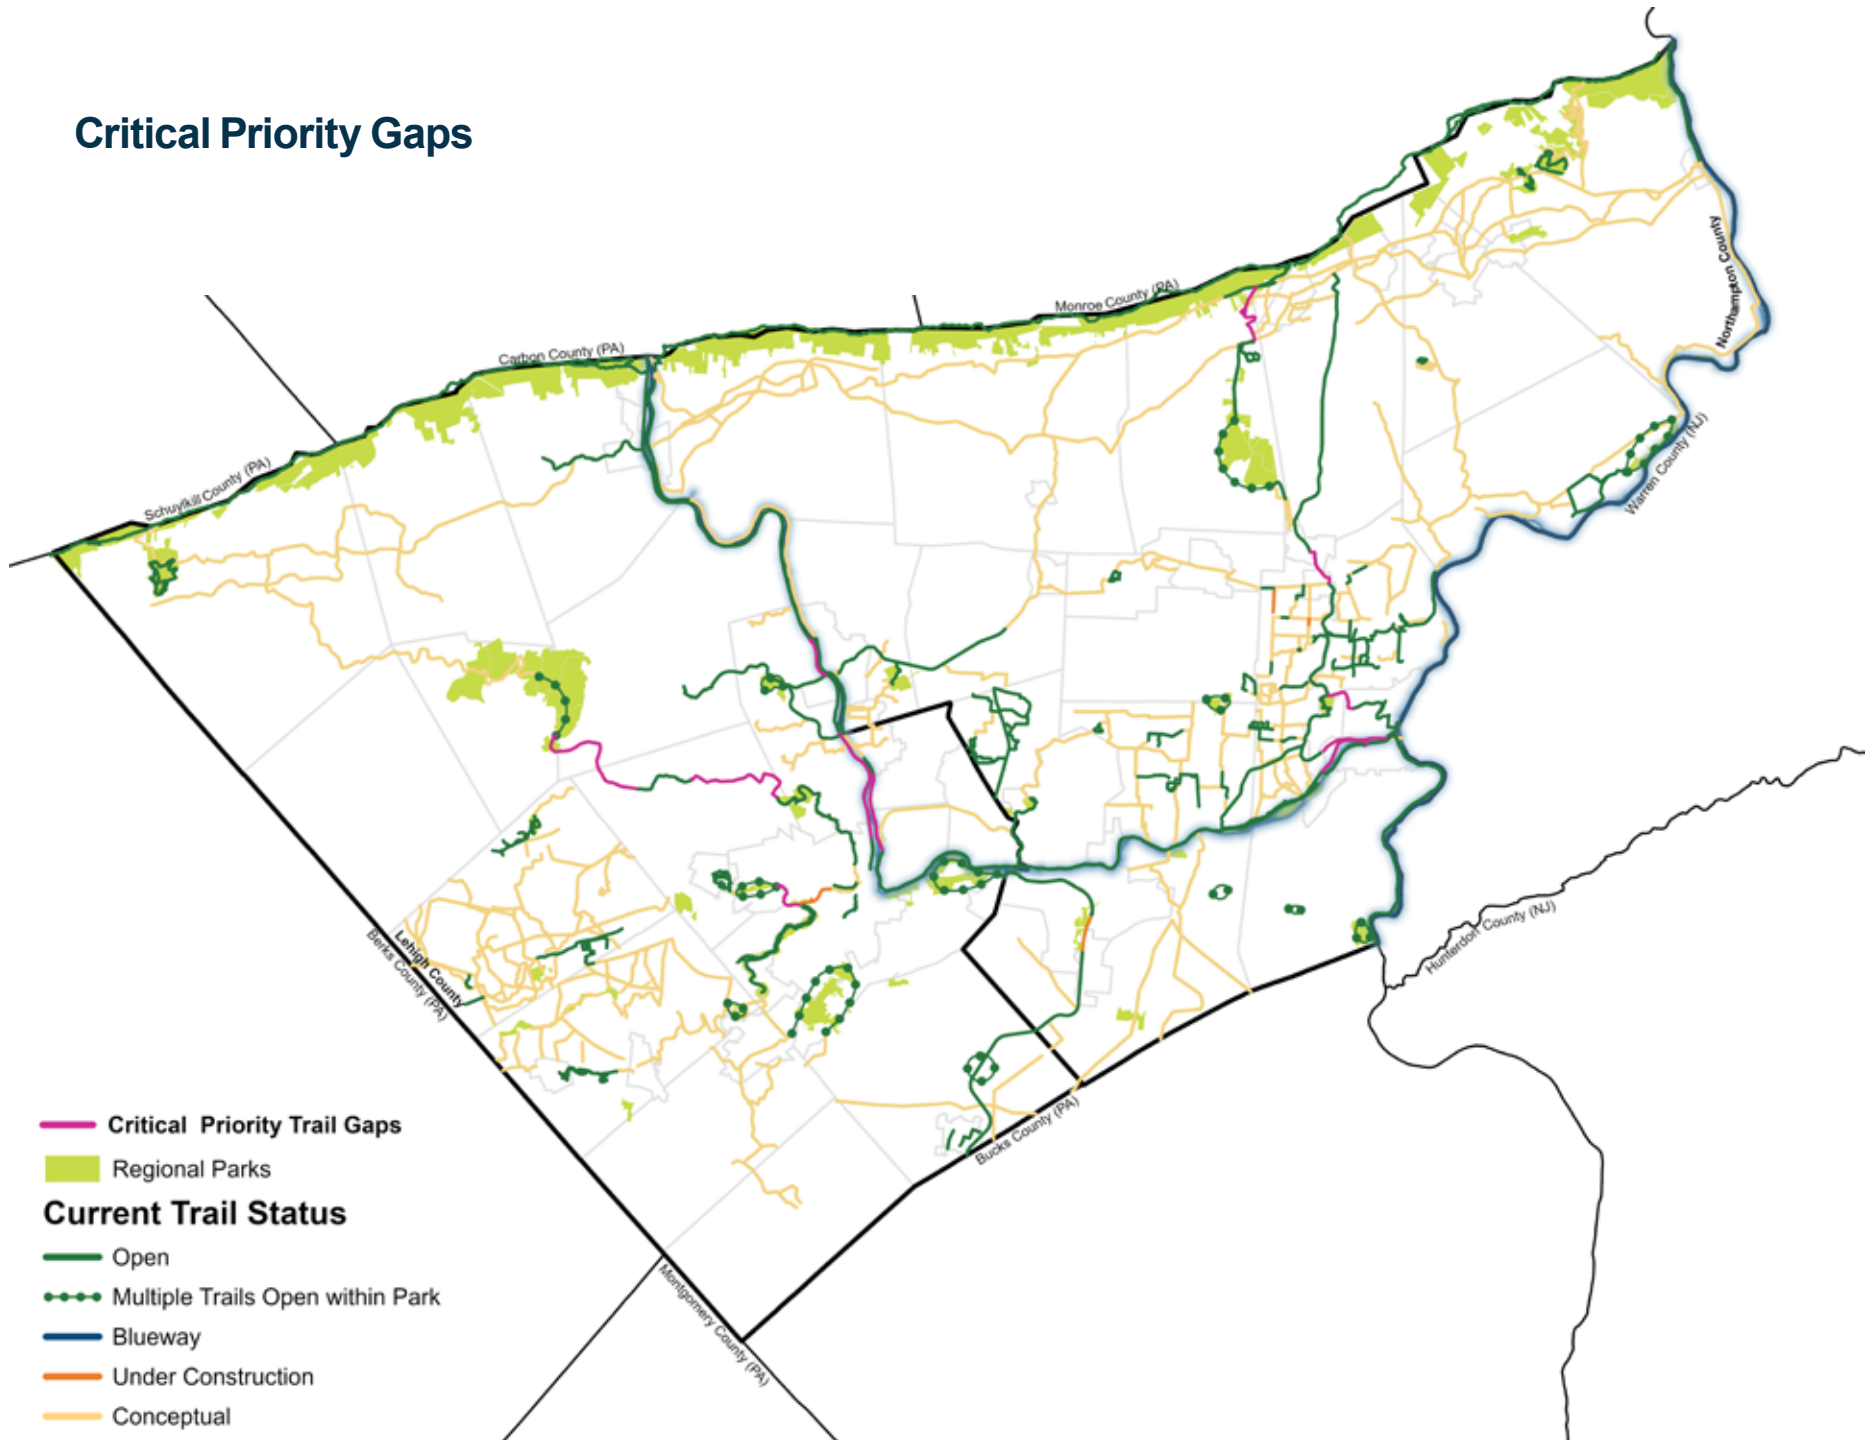 Critical Priority Gaps
Northampton County
Monroe County (PA)
Carbon County (PA)
Schuylkill County (PA)
Warren County (NJ)
Hunterdon County (NJ)
Lehigh County
Berks County (PA)
Bucks County (PA)
Montgomery County (PA)
Critical Priority Trail Gaps
Regional Parks
Current Trail Status
Open
Multiple Trails Open within Park
Blueway
Under Construction
Conceptual